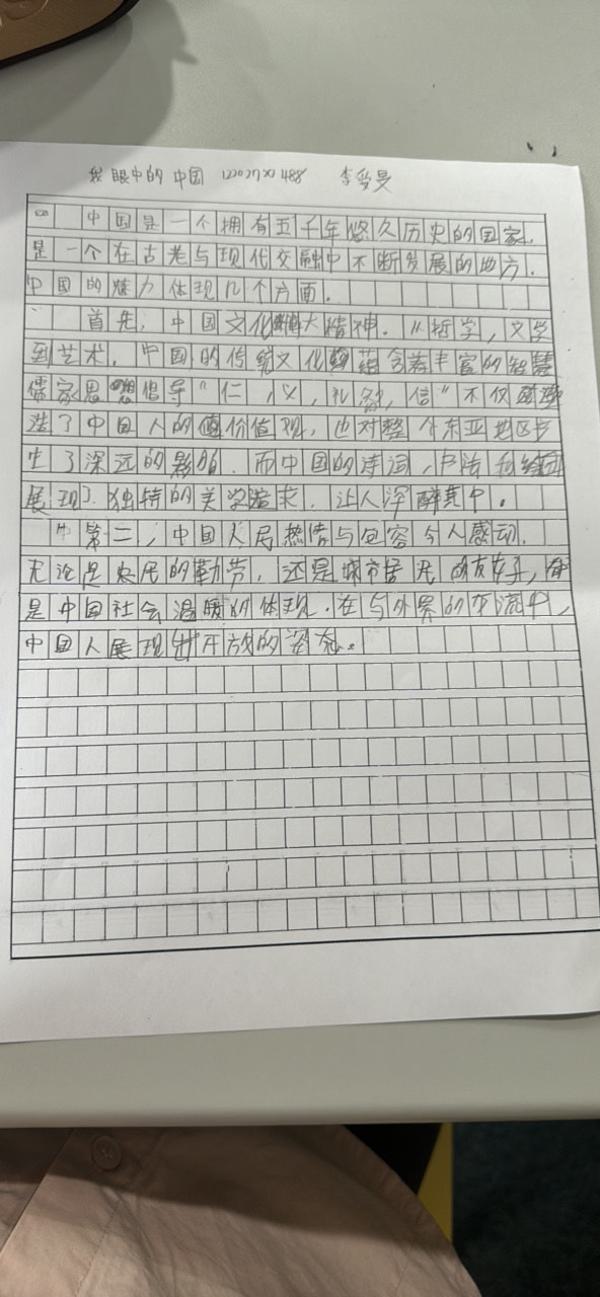 我眼中的中国 李
中国是一个拥有五千年悠久历史的国家，
是一个在古老与现代交融中不断发展的地方．
中国的魅力体现几个方面．
首先，中国文化博大精神．从哲学，文学
到艺术．中国的传统文化蕴含着丰富的智慧
儒家思想倡导“仁，义，礼，智，信”不仅塑
造了中国人的价值观，也对整个东亚地区产
生了深远的影响．而中国的诗词，书法和绘画
展现了独特的美学追求．让人深醉其中。
第二，中国人民热情与包容令人感动．
无论是农民的勤劳，还是城市居民的友好，都
是中国社会温暖的体现．在与外界的交流中，
中国人展现出开放的姿态。